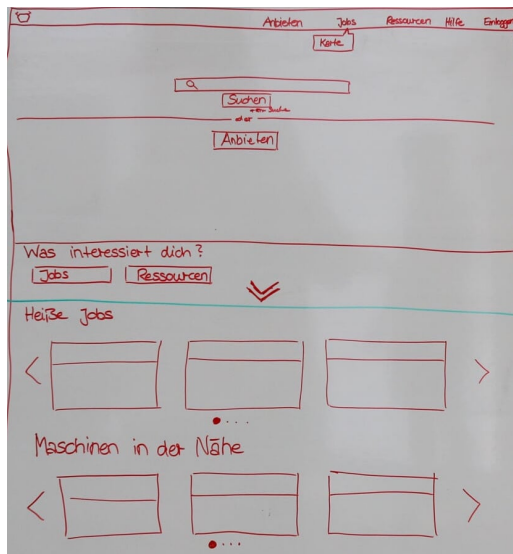 Anbieten Jobs Ressourcen Hilfe Einloggen
Karte
Suchen
oder
Anbieten
Was interessiert dich?
Jobs Ressourcen
Heiße Jobs
Maschinen in der Nähe